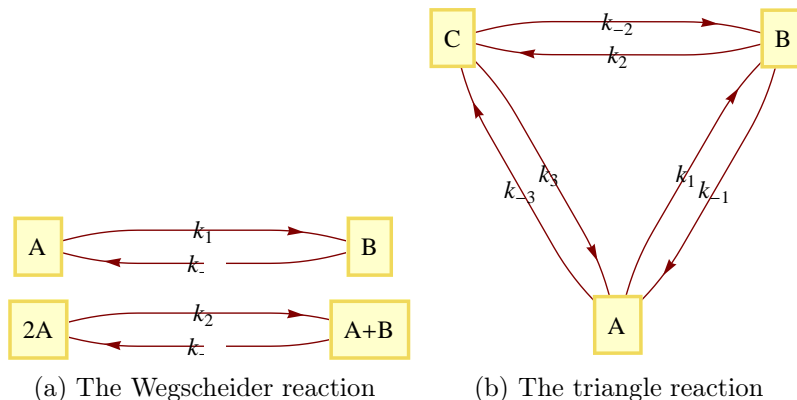 C
k₋₂
B
k₂
k₃
k₁
k₋₃
k₋₁
A
k₁
B
k₋
A
2A
k₂
A+B
k₋
(a) The Wegscheider reaction
(b) The triangle reaction